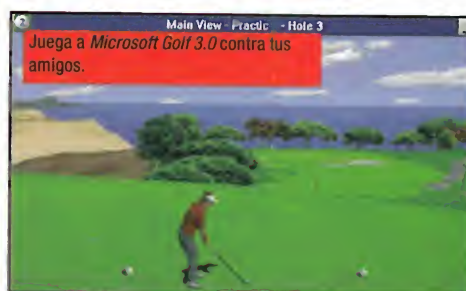 Main View - Practic - Hole 3
Juega a Microsoft Golf 3.0 contra tus
amigos.